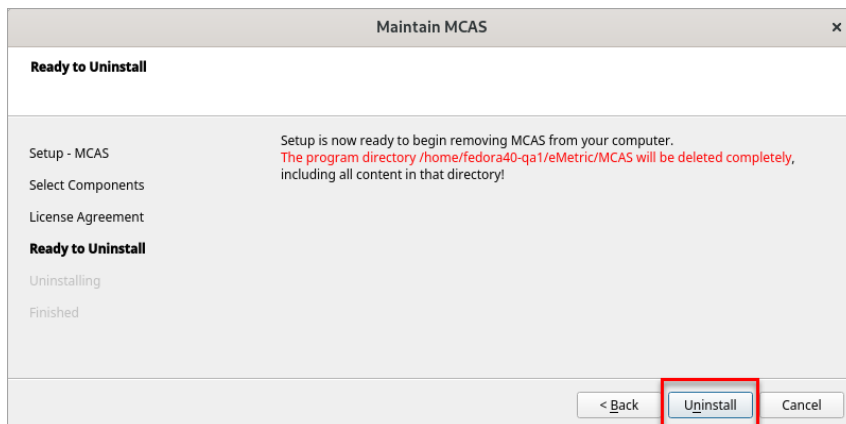 Maintain MCAS
×
Ready to Uninstall
Setup - MCAS
Select Components
License Agreement
Ready to Uninstall
Uninstalling
Finished
Setup is now ready to begin removing MCAS from your computer.
The program directory /home/fedora40-qa1/eMetric/MCAS will be deleted completely,
including all content in that directory!
< Back
Uninstall
Cancel